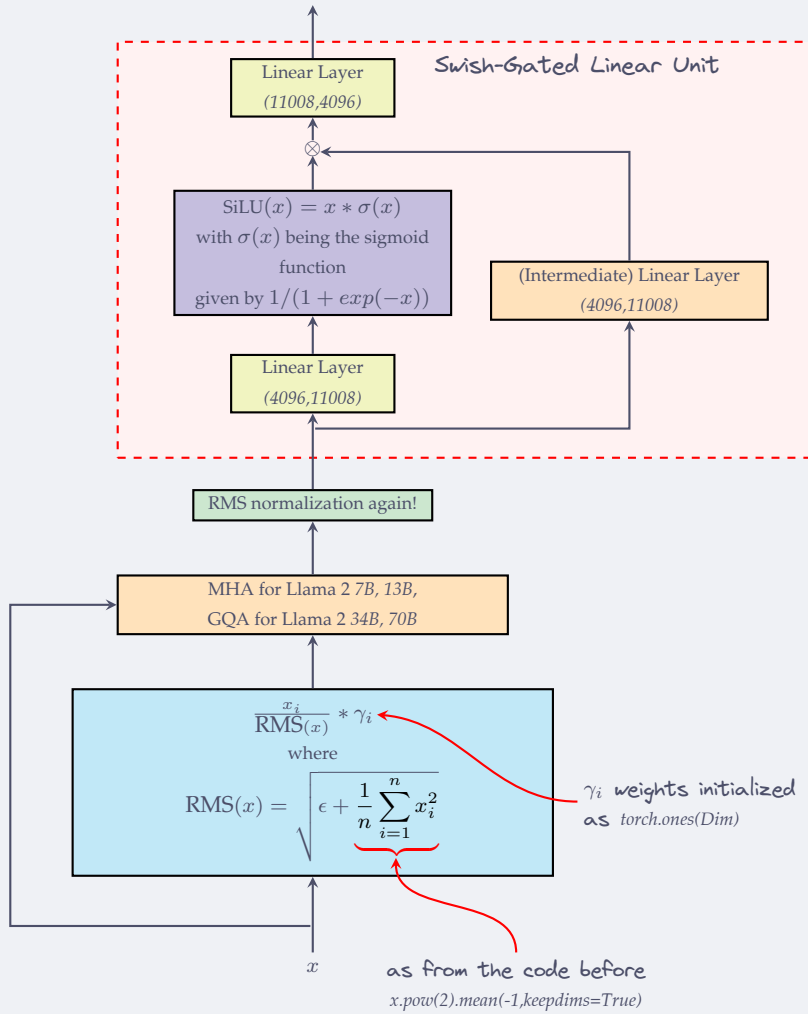 Swish-Gated Linear Unit
Linear Layer
(11008,4096)
⊗
SiLU(x) = x ∗ σ(x)
with σ(x) being the sigmoid
function
given by 1/(1 + exp(−x))
(Intermediate) Linear Layer
(4096,11008)
Linear Layer
(4096,11008)
RMS normalization again!
MHA for Llama 2 7B, 13B,
GQA for Llama 2 34B, 70B
x_i / RMS(x) ∗ γ_i
where
RMS(x) = √(ϵ + 1/n ∑_{i=1}^{n} x_i^2)
γ_i weights initialized
as torch.ones(Dim)
x
as from the code before
x.pow(2).mean(-1,keepdims=True)